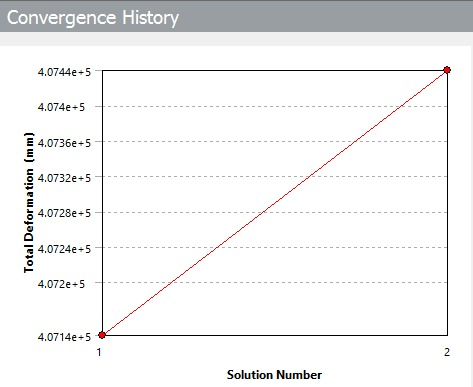 Convergence History
4.0744e+5
4.074e+5
4.0736e+5
4.0732e+5
4.0728e+5
4.0724e+5
4.072e+5
4.0714e+5
Total Deformation (mm)
1
2
Solution Number